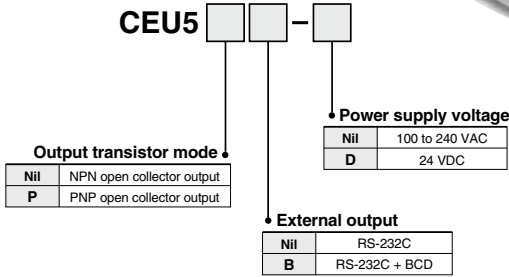 CEU5 –
Power supply voltage
Nil 100 to 240 VAC
D 24 VDC
Output transistor mode
Nil NPN open collector output
P PNP open collector output
External output
Nil RS-232C
B RS-232C + BCD